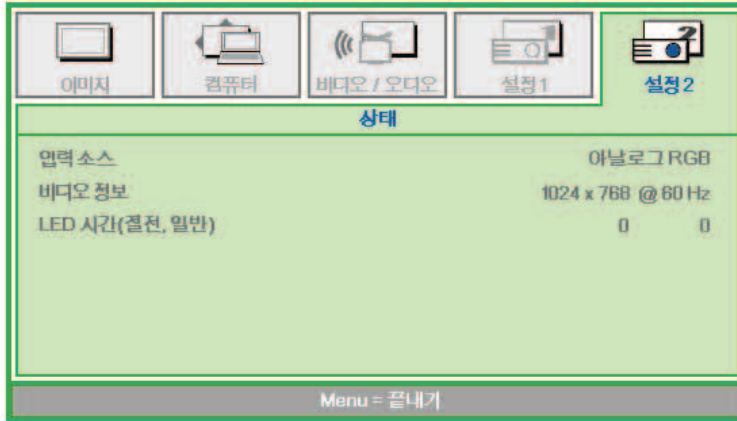 이미지
컴퓨터
비디오 / 오디오
설정 1
설정 2
상태
입력 소스
아날로그 RGB
비디오 정보
1024 x 768 @ 60 Hz
LED 시간(절전, 일반)
0 0
Menu = 끝내기